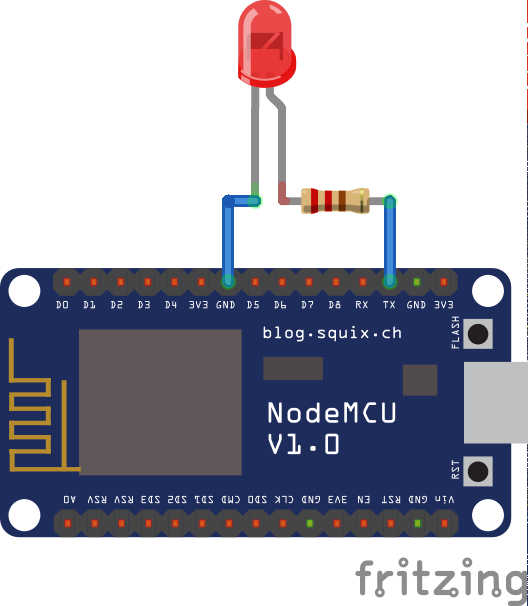 D0 D1 D2 D3 D4 3V3 GND D5 D6 D7 D8 RX TX GND 3V3
FLASH
blog.squix.ch
NodeMCU
V1.0
RST
A0 RSV RSV SD3 SD2 SD1 CMD SD0 CLK GND 3V3 EN RST GND Vin
fritzing